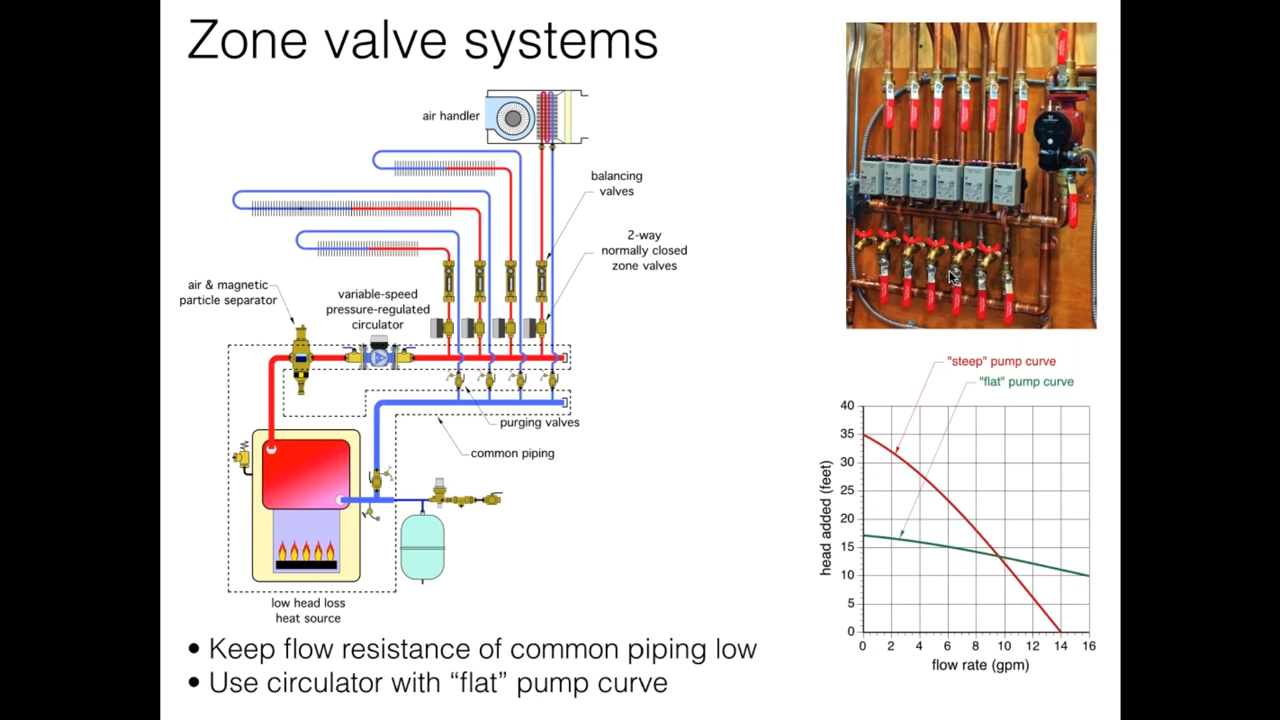 Zone valve systems
air handler
balancing
valves
2-way
normally closed
zone valves
air & magnetic
particle separator
variable-speed
pressure-regulated
circulator
purging valves
common piping
low head loss
heat source
• Keep flow resistance of common piping low
• Use circulator with “flat” pump curve
"steep" pump curve
"flat" pump curve
head added (feet)
40
35
30
25
20
15
10
5
0
0 2 4 6 8 10 12 14 16
flow rate (gpm)